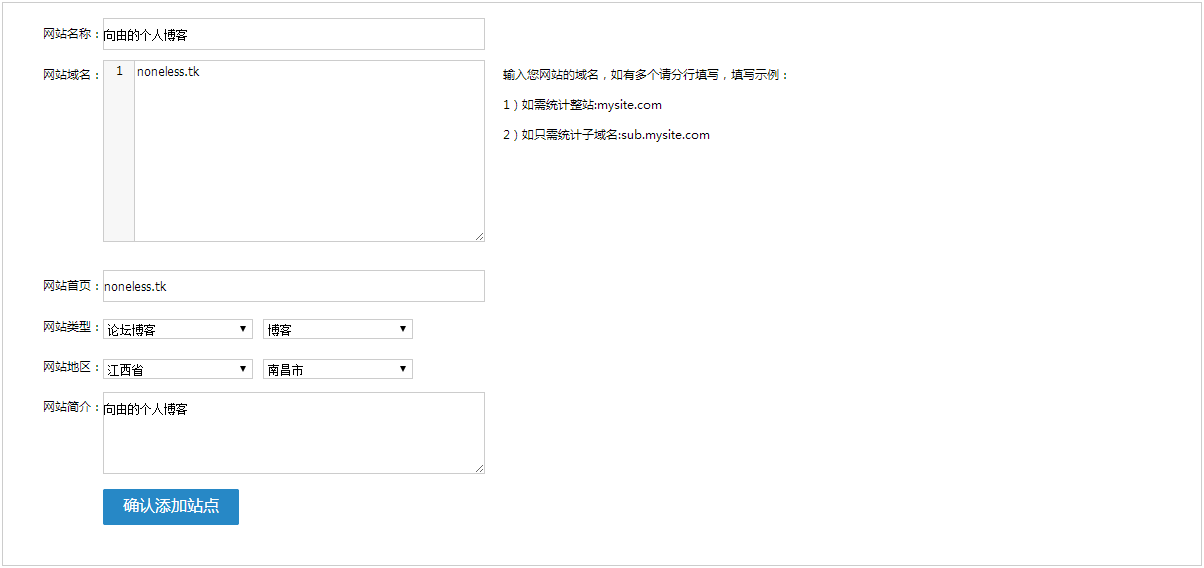 网站名称：向由的个人博客
网站域名：1 noneless.tk
输入您网站的域名，如有多个请分行填写，填写示例：
1）如需统计整站:mysite.com
2）如只需统计子域名:sub.mysite.com
网站首页：noneless.tk
网站类型：论坛博客 博客
网站地区：江西省 南昌市
网站简介：向由的个人博客
确认添加站点